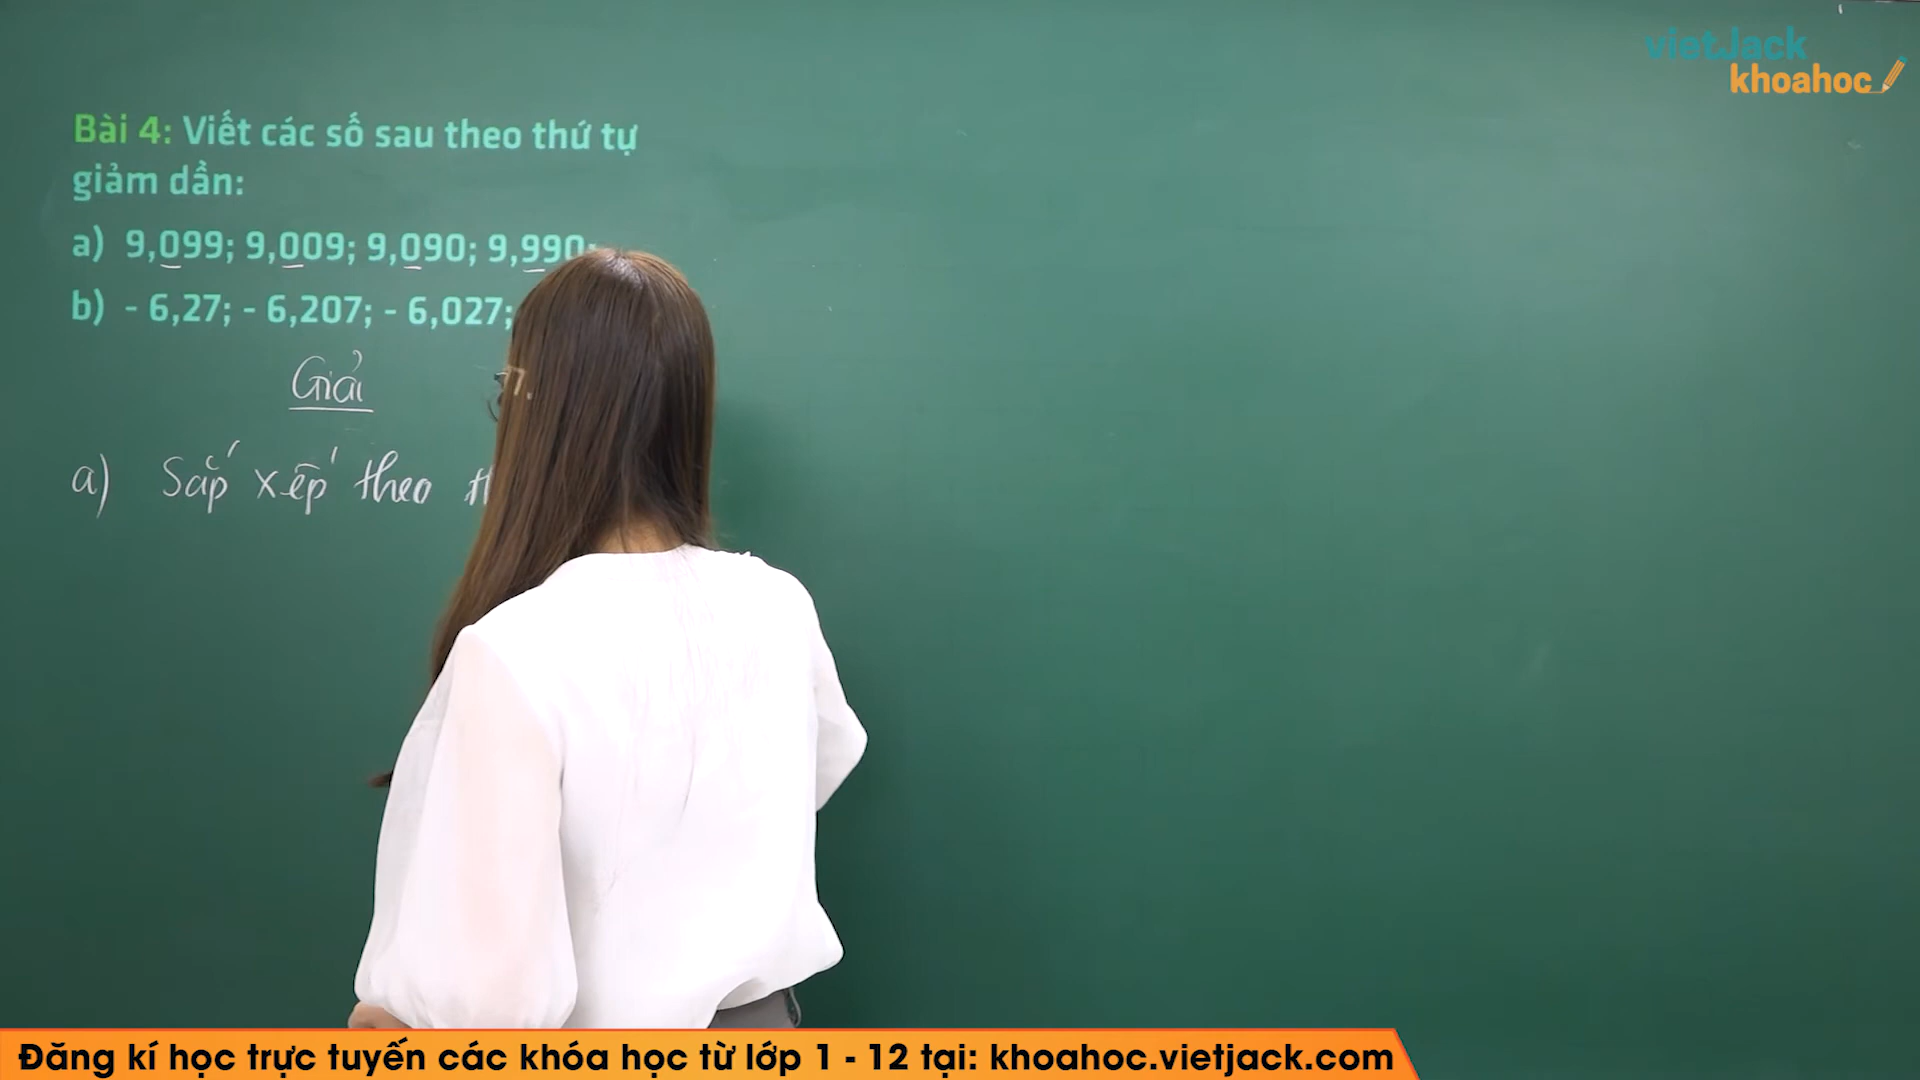 vietJack
khoahoc
Bài 4: Viết các số sau theo thứ tự
giảm dần:
a) 9,099; 9,009; 9,090; 9,990;
b) - 6,27; - 6,207; - 6,027;
Giải
a) Sắp xếp theo
Đăng kí học trực tuyến các khóa học từ lớp 1 - 12 tại: khoahoc.vietjack.com